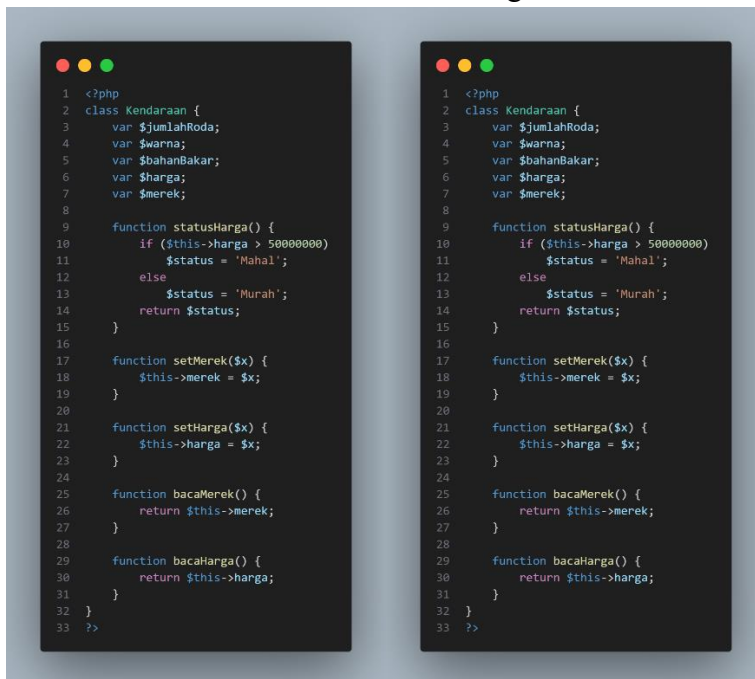 1 <?php
2 class Kendaraan {
3     var $jumlahRoda;
4     var $warna;
5     var $bahanBakar;
6     var $harga;
7     var $merek;
8
9     function statusHarga() {
10         if ($this->harga > 50000000)
11             $status = 'Mahal';
12         else
13             $status = 'Murah';
14         return $status;
15     }
16
17     function setMerek($x) {
18         $this->merek = $x;
19     }
20
21     function setHarga($x) {
22         $this->harga = $x;
23     }
24
25     function bacaMerek() {
26         return $this->merek;
27     }
28
29     function bacaHarga() {
30         return $this->harga;
31     }
32 }
33 ?>
1 <?php
2 class Kendaraan {
3     var $jumlahRoda;
4     var $warna;
5     var $bahanBakar;
6     var $harga;
7     var $merek;
8
9     function statusHarga() {
10         if ($this->harga > 50000000)
11             $status = 'Mahal';
12         else
13             $status = 'Murah';
14         return $status;
15     }
16
17     function setMerek($x) {
18         $this->merek = $x;
19     }
20
21     function setHarga($x) {
22         $this->harga = $x;
23     }
24
25     function bacaMerek() {
26         return $this->merek;
27     }
28
29     function bacaHarga() {
30         return $this->harga;
31     }
32 }
33 ?>